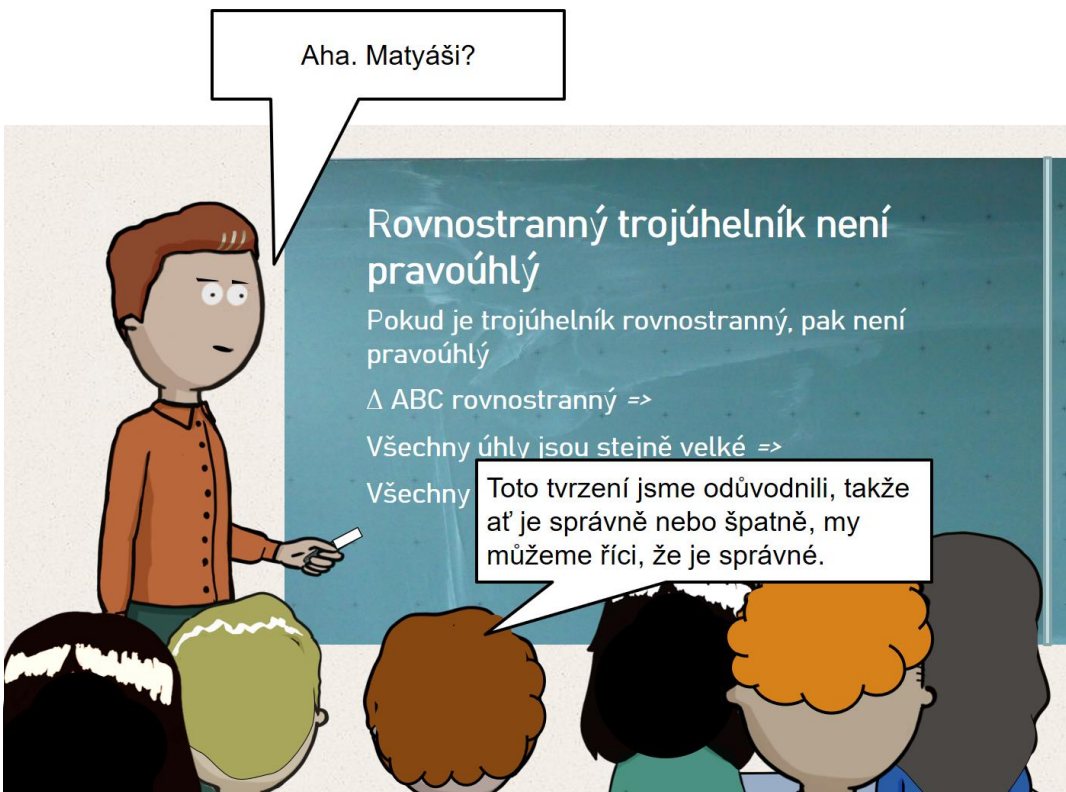 Aha. Matyáši?
Rovnostranný trojúhelník není
pravoúhlý
Pokud je trojúhelník rovnostranný, pak není
pravoúhlý
Δ ABC rovnostranný =>
Všechny úhly jsou stejně velké =>
Všechny
Toto tvrzení jsme odůvodnili, takže
ať je správně nebo špatně, my
můžeme říci, že je správné.